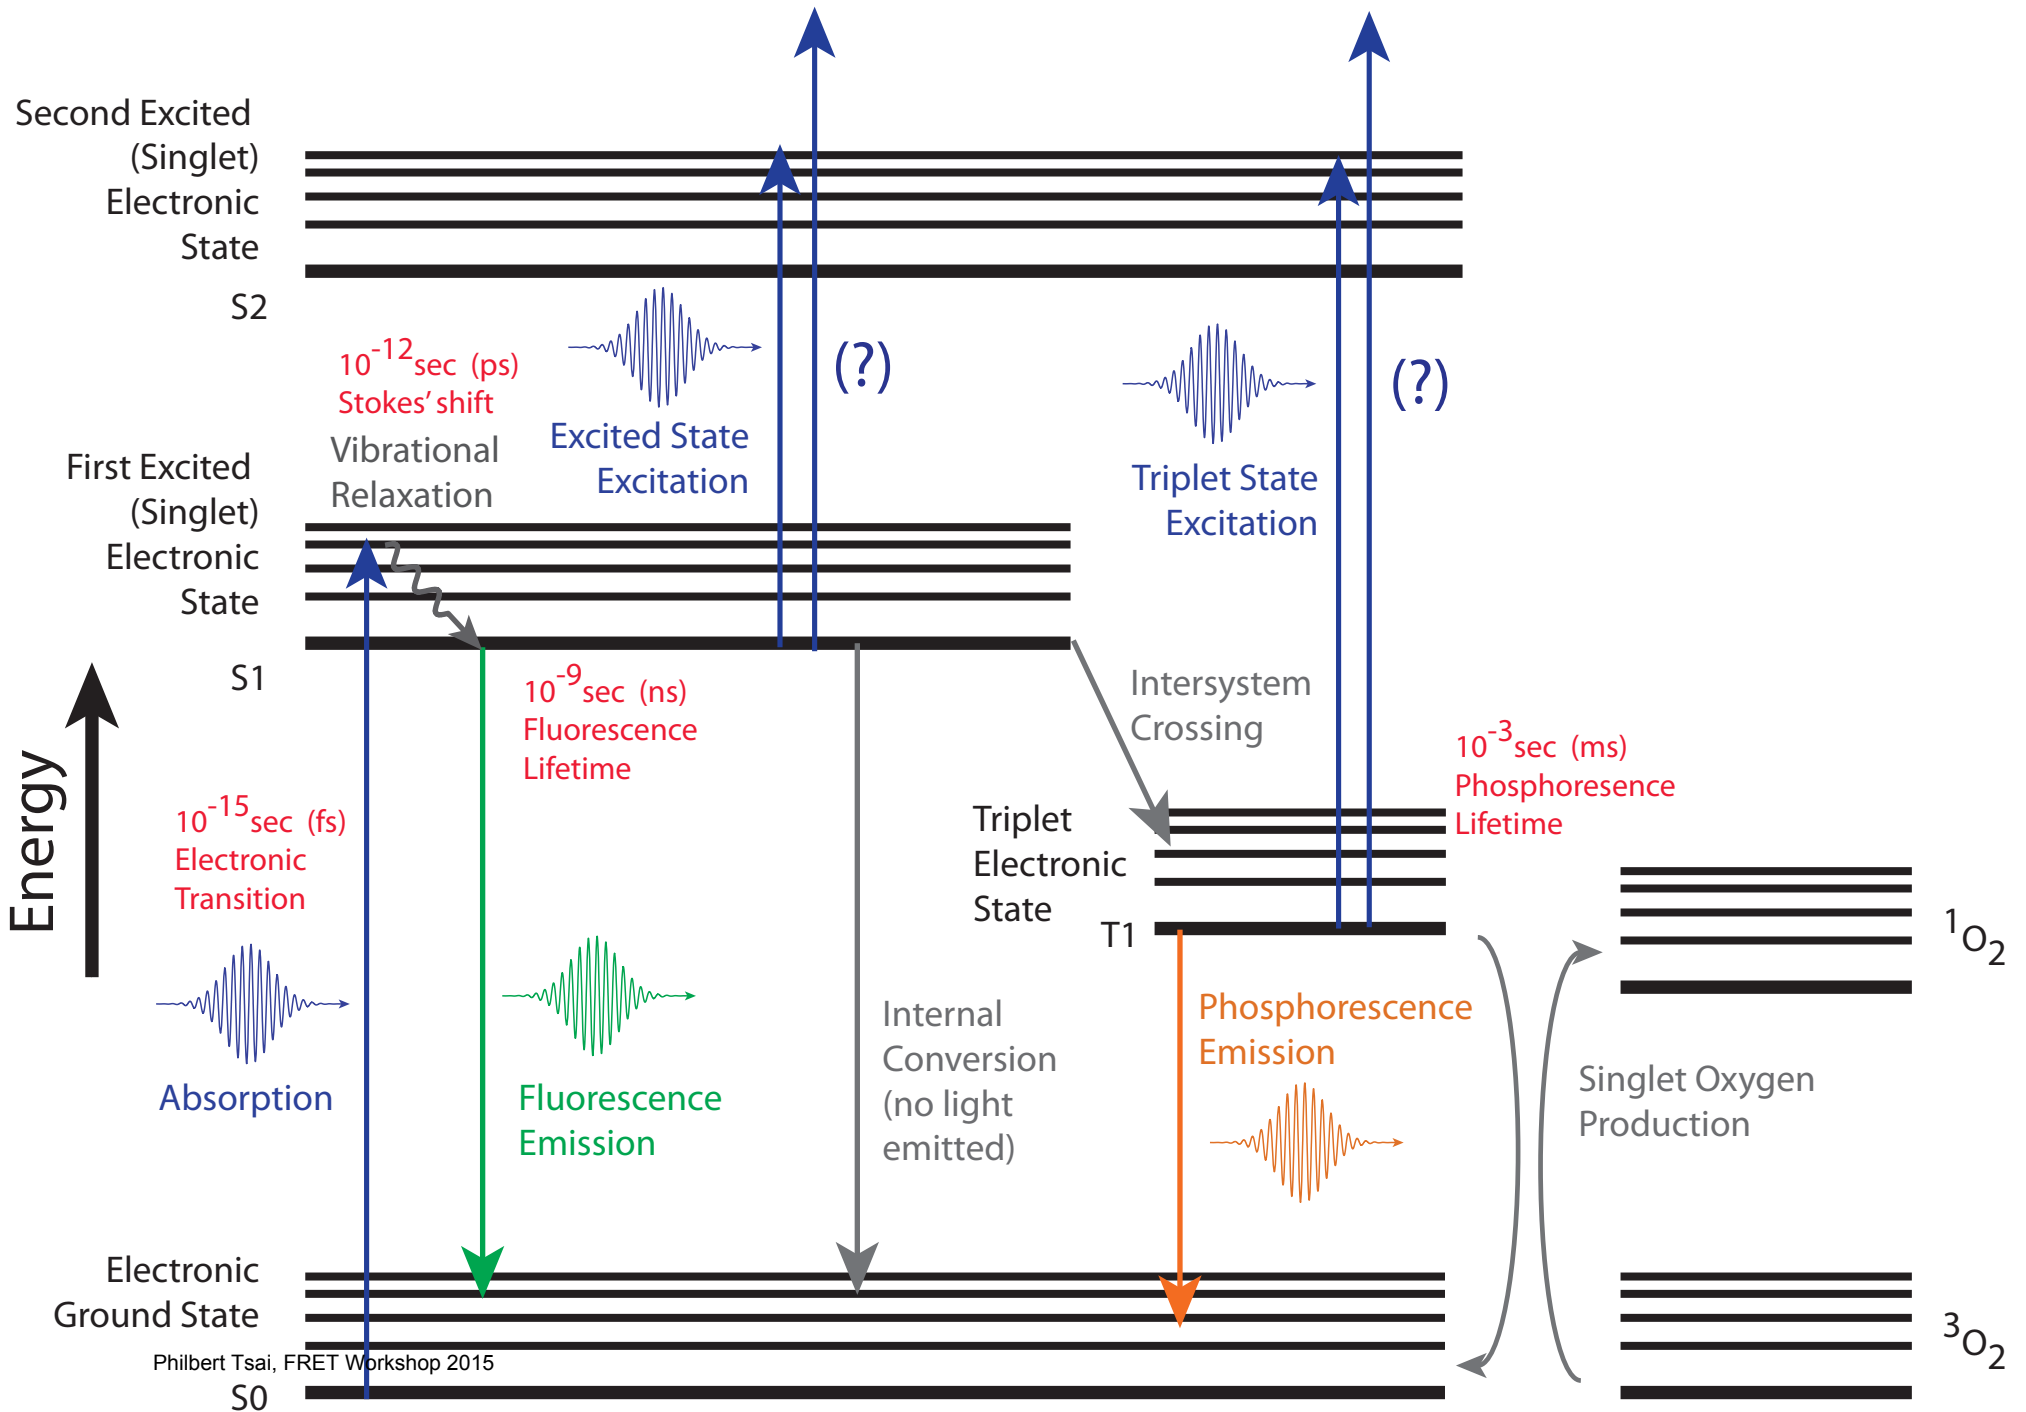 Second Excited
(Singlet)
Electronic
State
S2
10⁻¹²sec (ps)
Stokes' shift
Vibrational
Relaxation
Excited State
Excitation
(?)
Triplet State
Excitation
(?)
First Excited
(Singlet)
Electronic
State
S1
Energy
10⁻¹⁵sec (fs)
Electronic
Transition
Absorption
10⁻⁹sec (ns)
Fluorescence
Lifetime
Fluorescence
Emission
Internal
Conversion
(no light
emitted)
Intersystem
Crossing
Triplet
Electronic
State
T1
10⁻³sec (ms)
Phosphoresence
Lifetime
Phosphorescence
Emission
Singlet Oxygen
Production
¹O₂
³O₂
Electronic
Ground State
Philbert Tsai, FRET Workshop 2015
S0